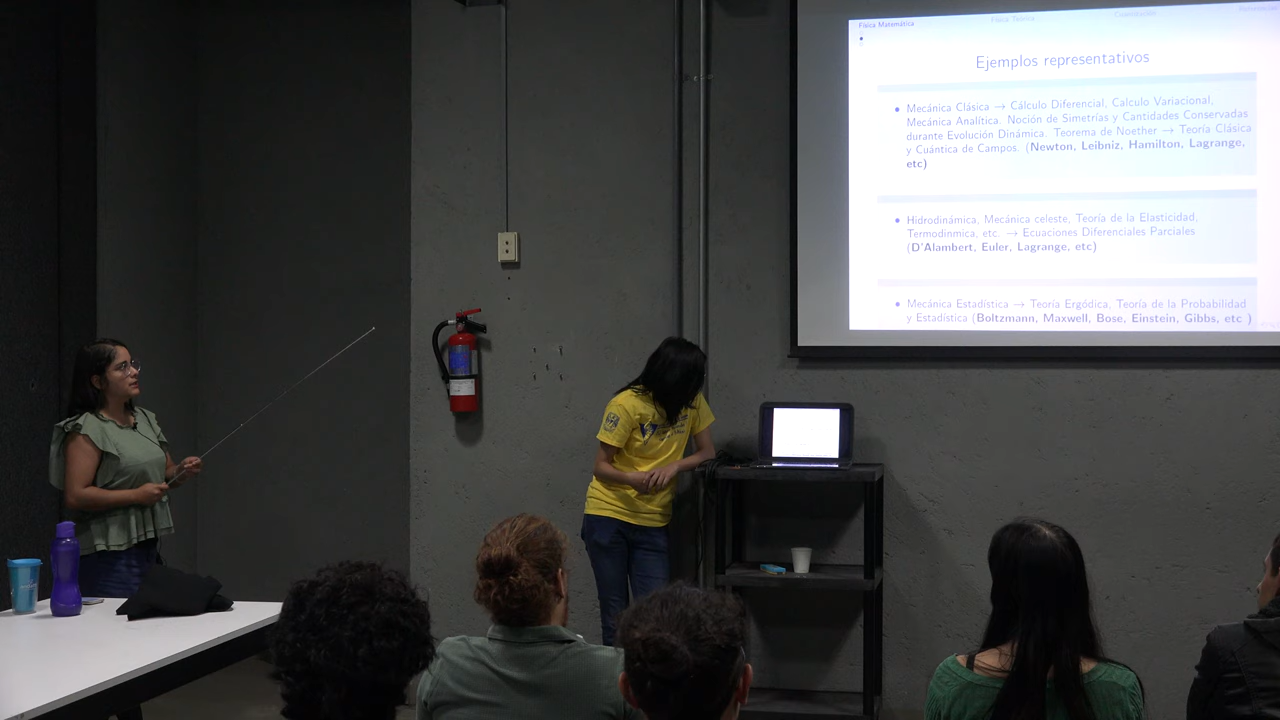 Física Matemática Física Teórica
Ejemplos representativos
• Mecánica Clásica → Cálculo Diferencial, Calculo Variacional,
Mecánica Analítica. Noción de Simetrías y Cantidades Conservadas
durante Evolución Dinámica. Teorema de Noether → Teoría Clásica
y Cuántica de Campos. (Newton, Leibniz, Hamilton, Lagrange,
etc)
• Hidrodinámica, Mecánica celeste, Teoría de la Elasticidad,
Termodinmica, etc. → Ecuaciones Diferenciales Parciales
(D'Alambert, Euler, Lagrange, etc)
• Mecánica Estadística → Teoría Ergódica, Teoría de la Probabilidad
y Estadística (Boltzmann, Maxwell, Bose, Einstein, Gibbs, etc )